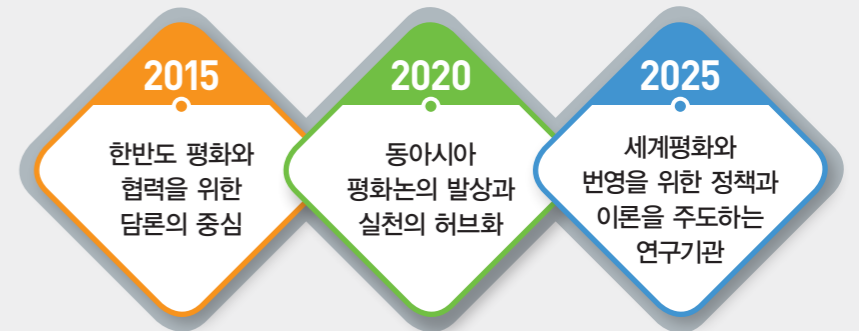 2015
한반도 평화와
협력을 위한
담론의 중심
2020
동아시아
평화논의 발상과
실천의 허브화
2025
세계평화와
번영을 위한 정책과
이론을 주도하는
연구기관